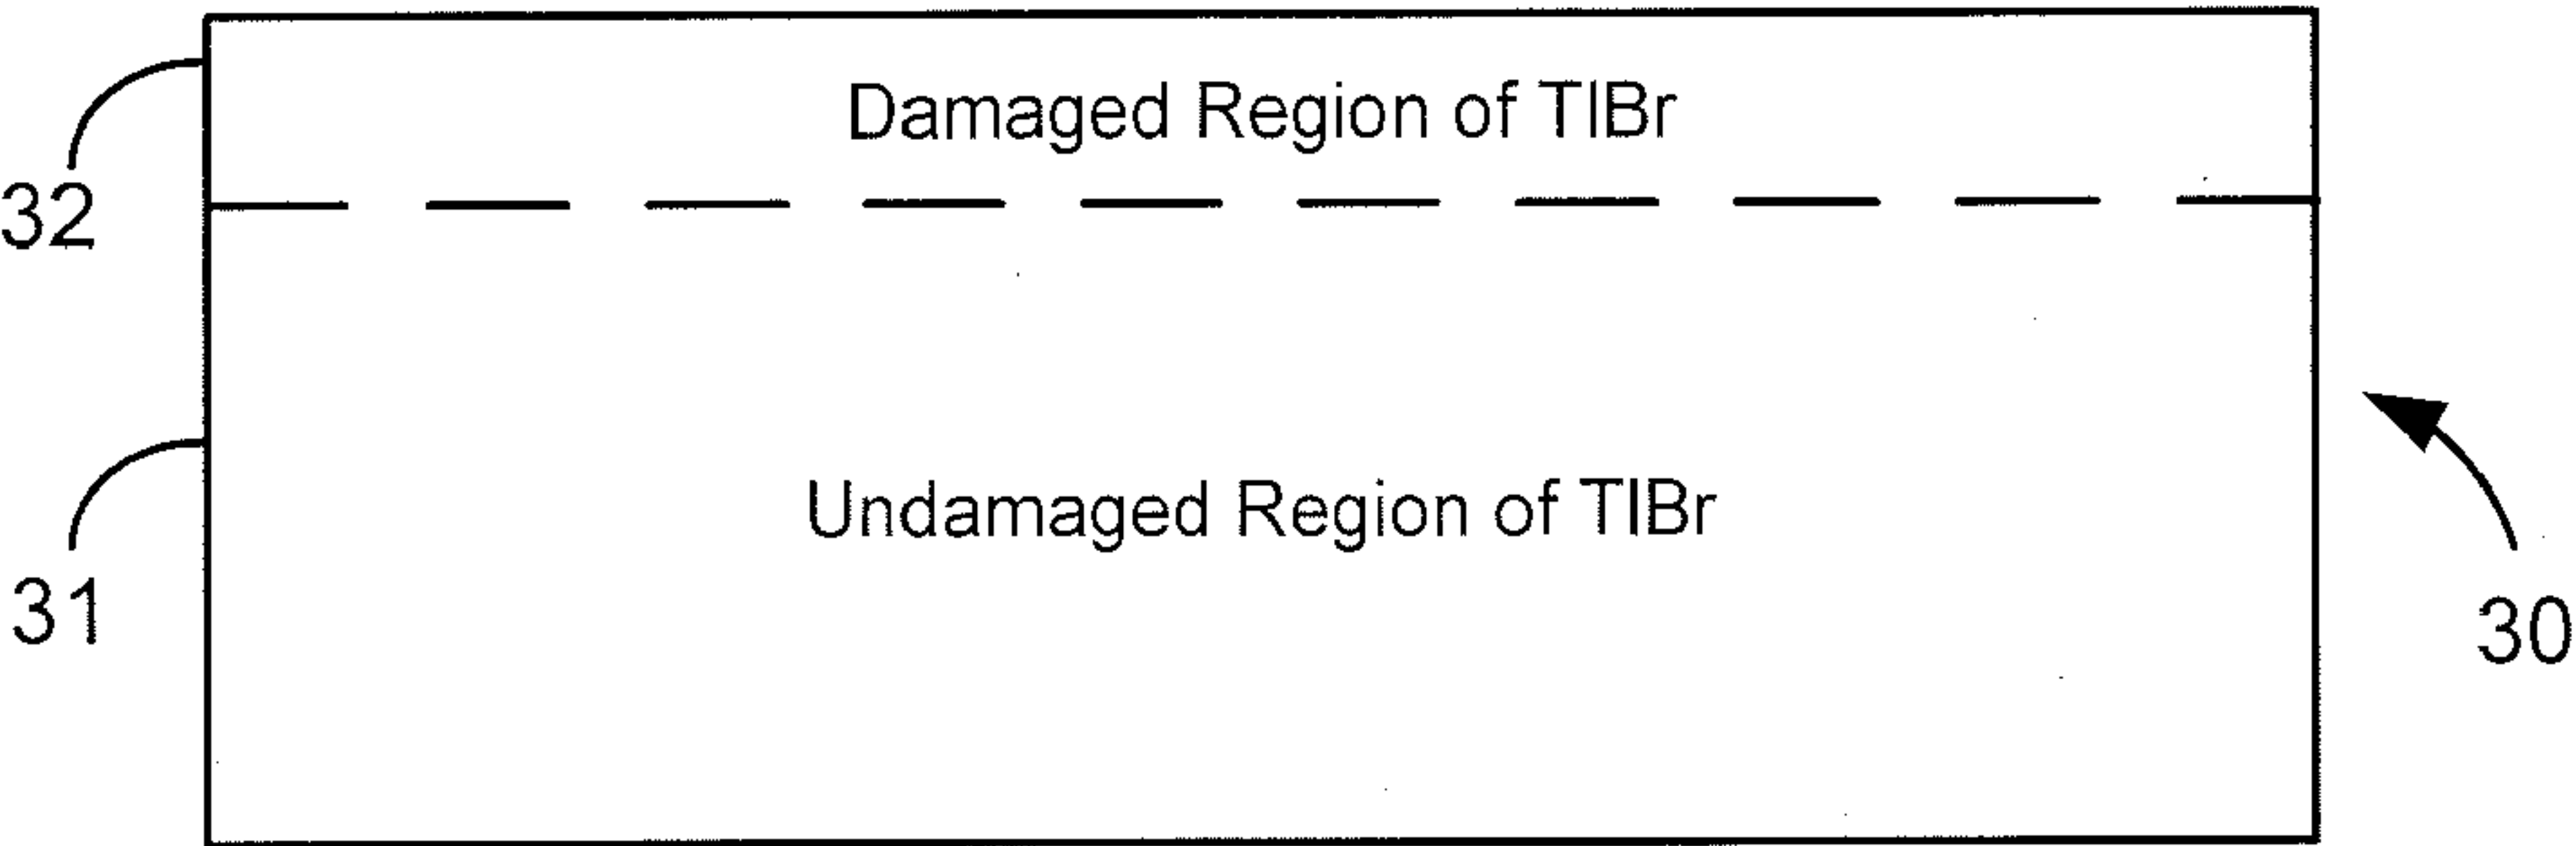 Damaged Region of TlBr
32
Undamaged Region of TlBr
31
30